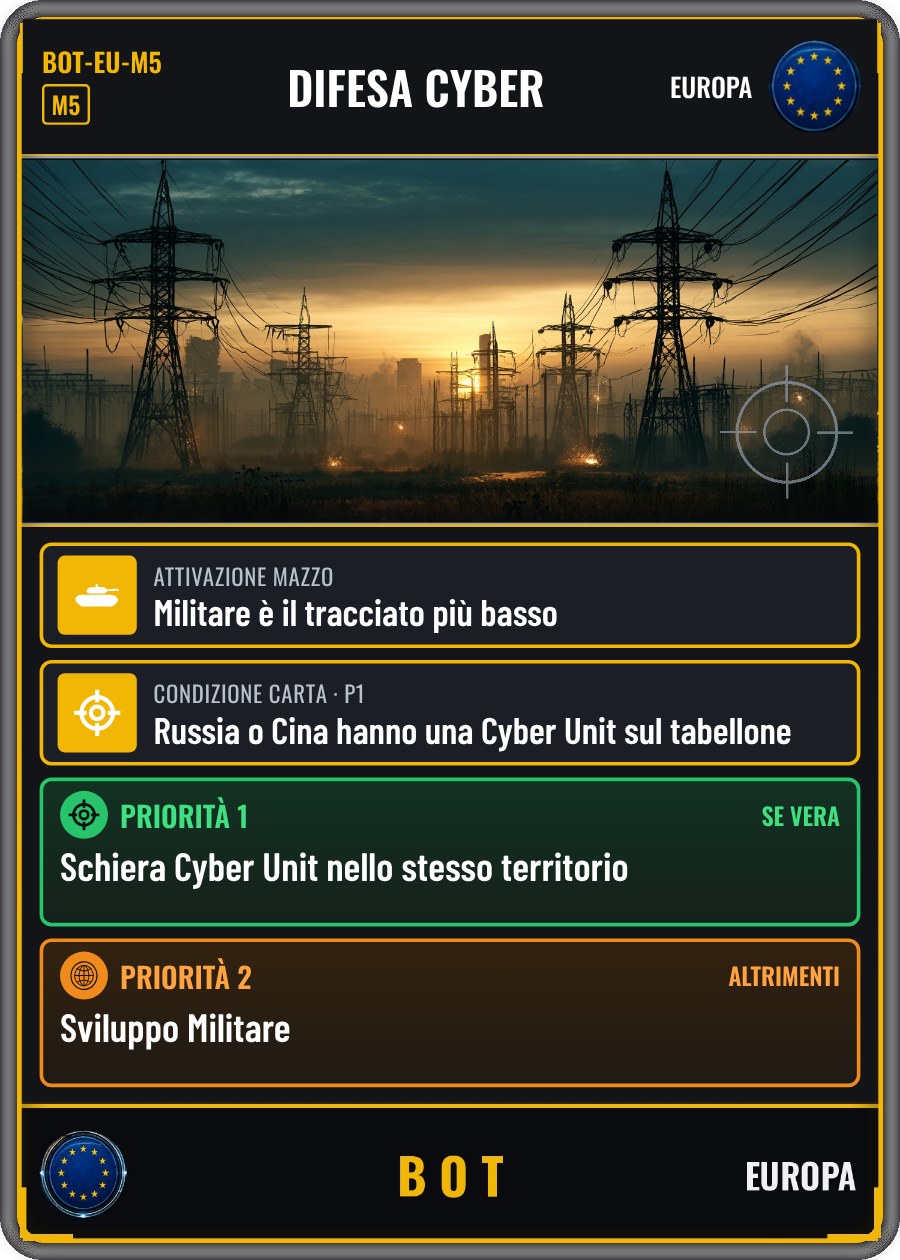 BOT-EU-M5
M5
DIFESA CYBER
EUROPA
ATTIVAZIONE MAZZO
Militare è il tracciato più basso
CONDIZIONE CARTA · P1
Russia o Cina hanno una Cyber Unit sul tabellone
PRIORITÀ 1
SE VERA
Schiera Cyber Unit nello stesso territorio
PRIORITÀ 2
ALTRIMENTI
Sviluppo Militare
BOT
EUROPA